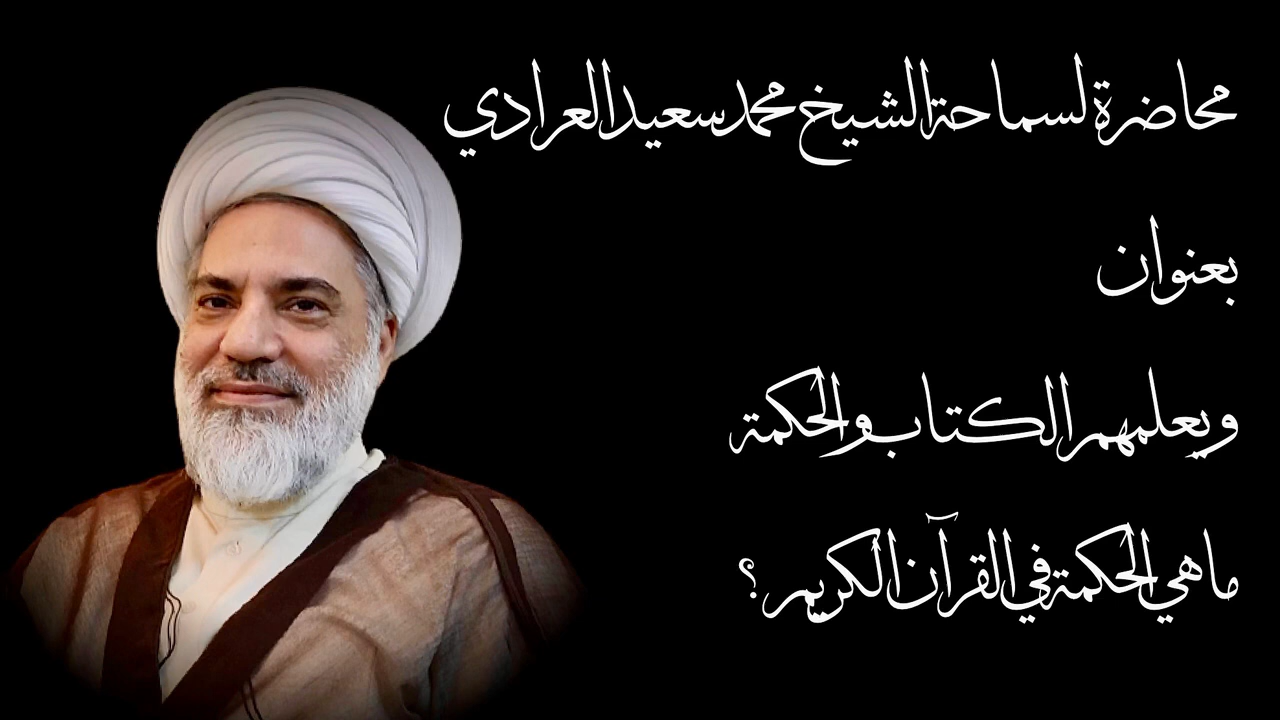 محاضرة لسماحة الشيخ محمد سعيد العرادي
بعنوان
ويعلمهم الكتاب والحكمة
ما هي الحكمة في القرآن الكريم ؟